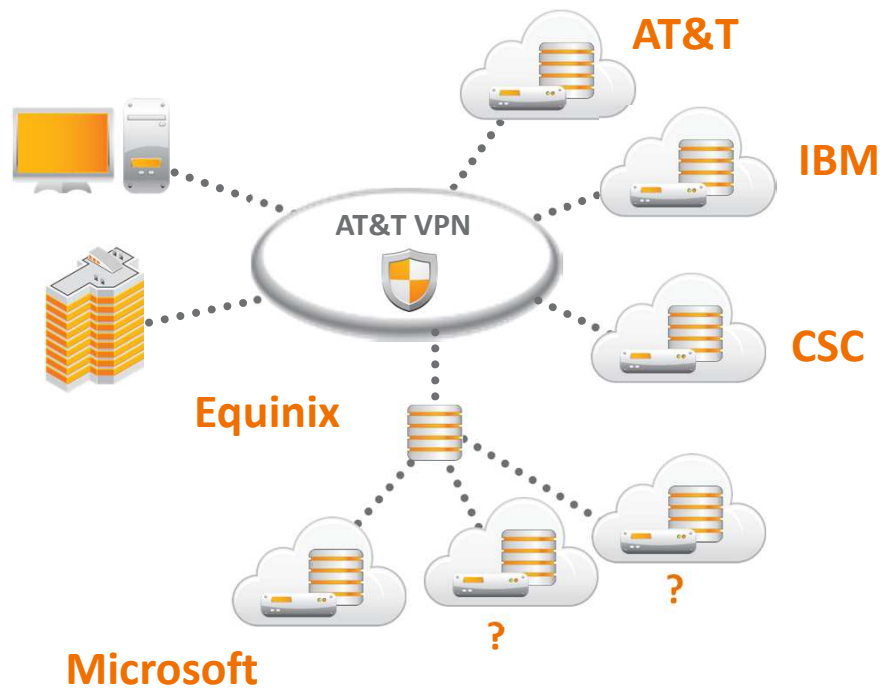 AT&T
IBM
AT&T VPN
CSC
Equinix
?
?
Microsoft